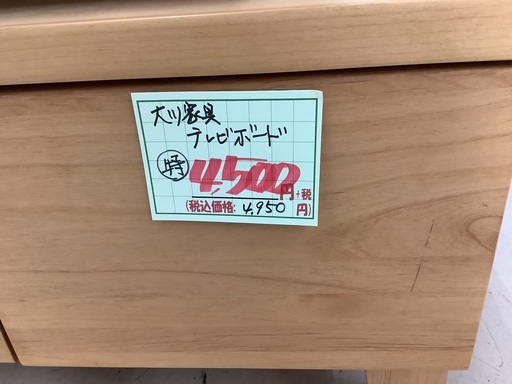 大川家具
テレビボード
特 4,500円+税
(税込価格: 4,950 円)